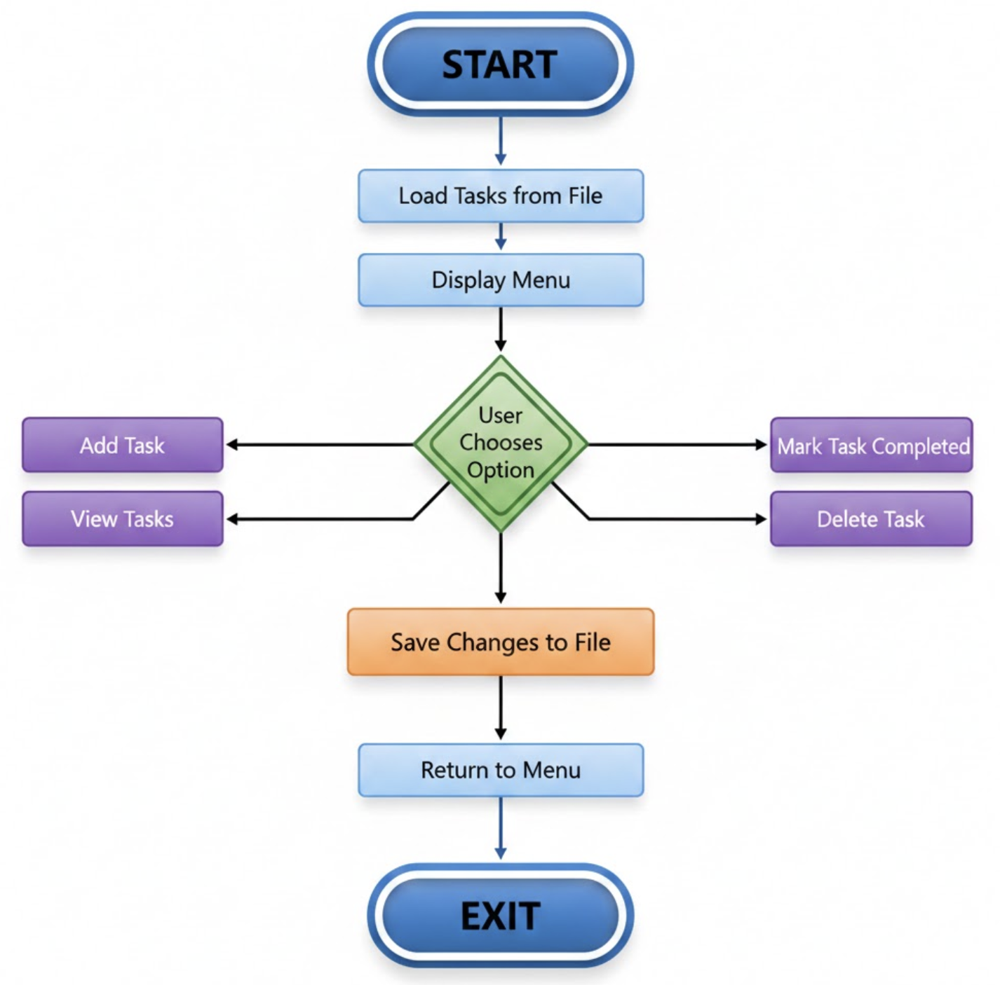 START
Load Tasks from File
Display Menu
User
Chooses
Option
Add Task
Mark Task Completed
View Tasks
Delete Task
Save Changes to File
Return to Menu
EXIT